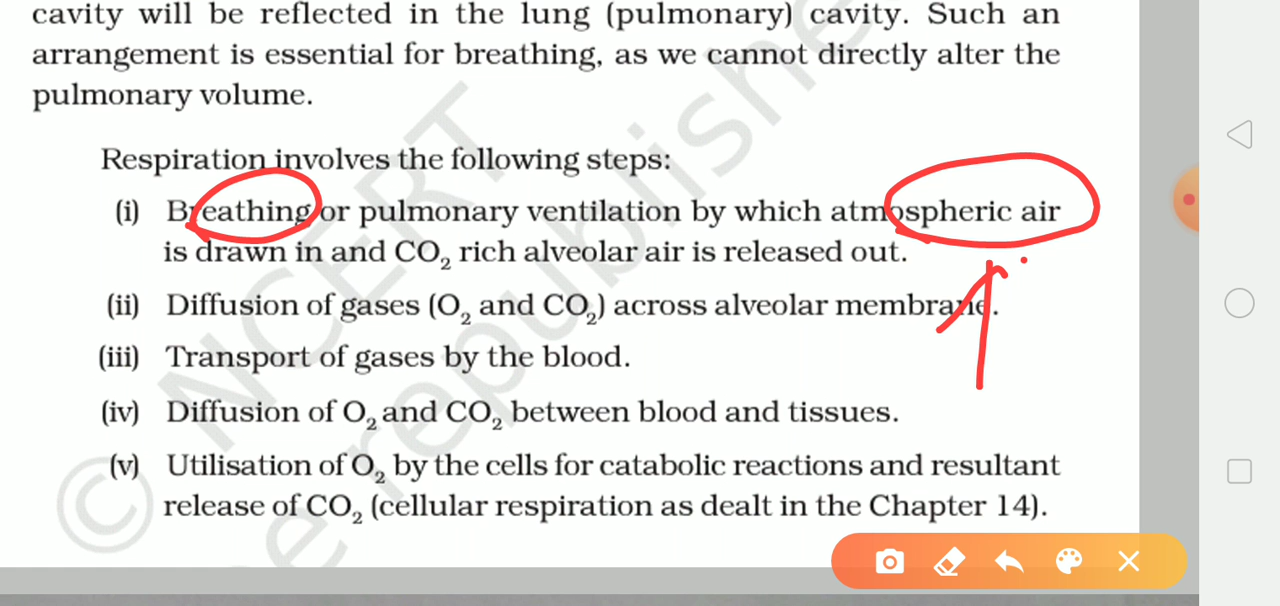 cavity will be reflected in the lung (pulmonary) cavity. Such an
arrangement is essential for breathing, as we cannot directly alter the
pulmonary volume.
Respiration involves the following steps:
(i) Breathing or pulmonary ventilation by which atmospheric air
is drawn in and CO₂ rich alveolar air is released out.
(ii) Diffusion of gases (O₂ and CO₂) across alveolar membrane.
(iii) Transport of gases by the blood.
(iv) Diffusion of O₂ and CO₂ between blood and tissues.
(v) Utilisation of O₂ by the cells for catabolic reactions and resultant
release of CO₂ (cellular respiration as dealt in the Chapter 14).
© NCERT
be republishe